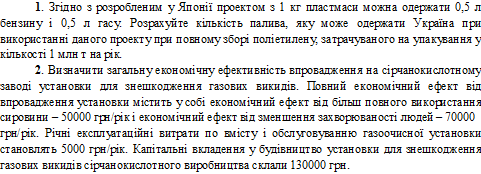 1. Згідно з розробленим у Японії проектом з 1 кг пластмаси можна одержати 0,5 л
бензину і 0,5 л гасу. Розрахуйте кількість палива, яку може одержати Україна при
використанні даного проекту при повному зборі поліетилену, затрачуваного на упакування у
кількості 1 млн т на рік.
2. Визначити загальну економічну ефективність впровадження на сірчанокислотному
заводі установки для знешкодження газових викидів. Повний економічний ефект від
впровадження установки містить у собі економічний ефект від більш повного використання
сировини – 50000 грн/рік і економічний ефект від зменшення захворюваності людей – 70000
грн/рік. Річні експлуатаційні витрати по вмісту і обслуговуванню газоочисної установки
становлять 5000 грн/рік. Капітальні вкладення у будівництво установки для знешкодження
газових викидів сірчанокислотного виробництва склали 130000 грн.